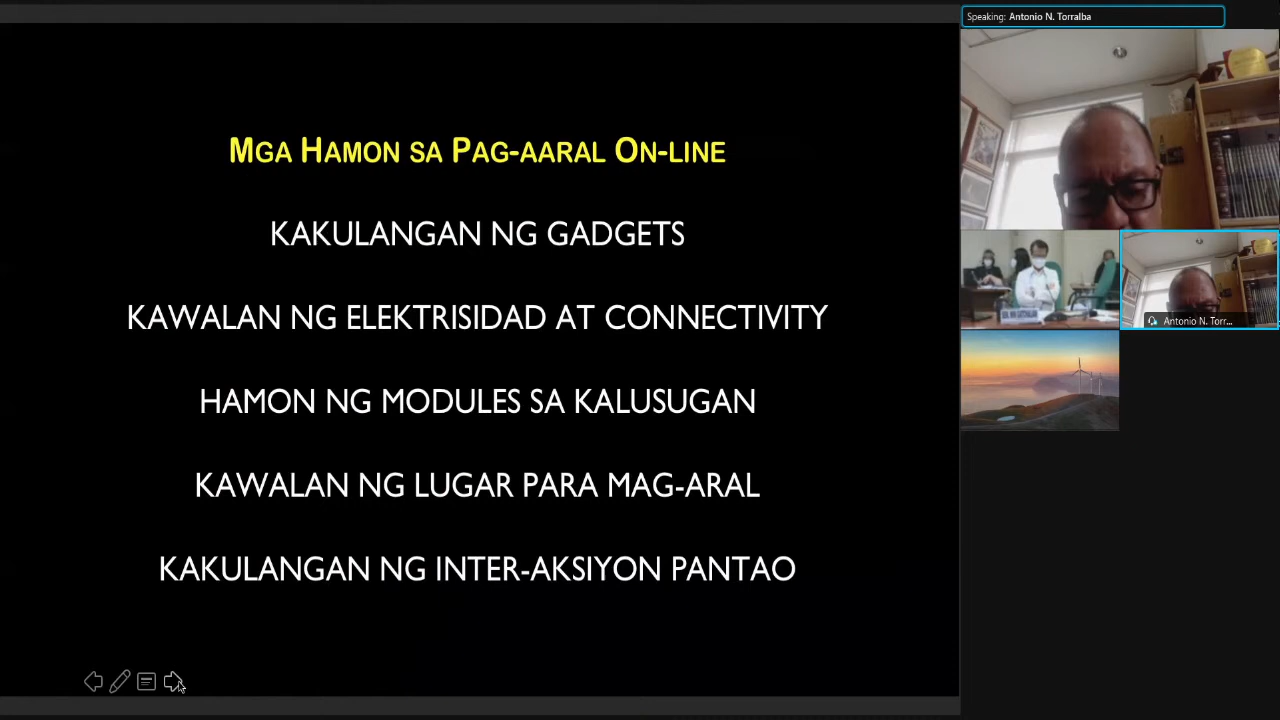 Speaking: Antonio N. Torralba
MGA HAMON SA PAG-AARAL ON-LINE
KAKULANGAN NG GADGETS
KAWALAN NG ELEKTRISIDAD AT CONNECTIVITY
HAMON NG MODULES SA KALUSUGAN
KAWALAN NG LUGAR PARA MAG-ARAL
KAKULANGAN NG INTER-AKSIYON PANTAO
Antonio N. Torr...